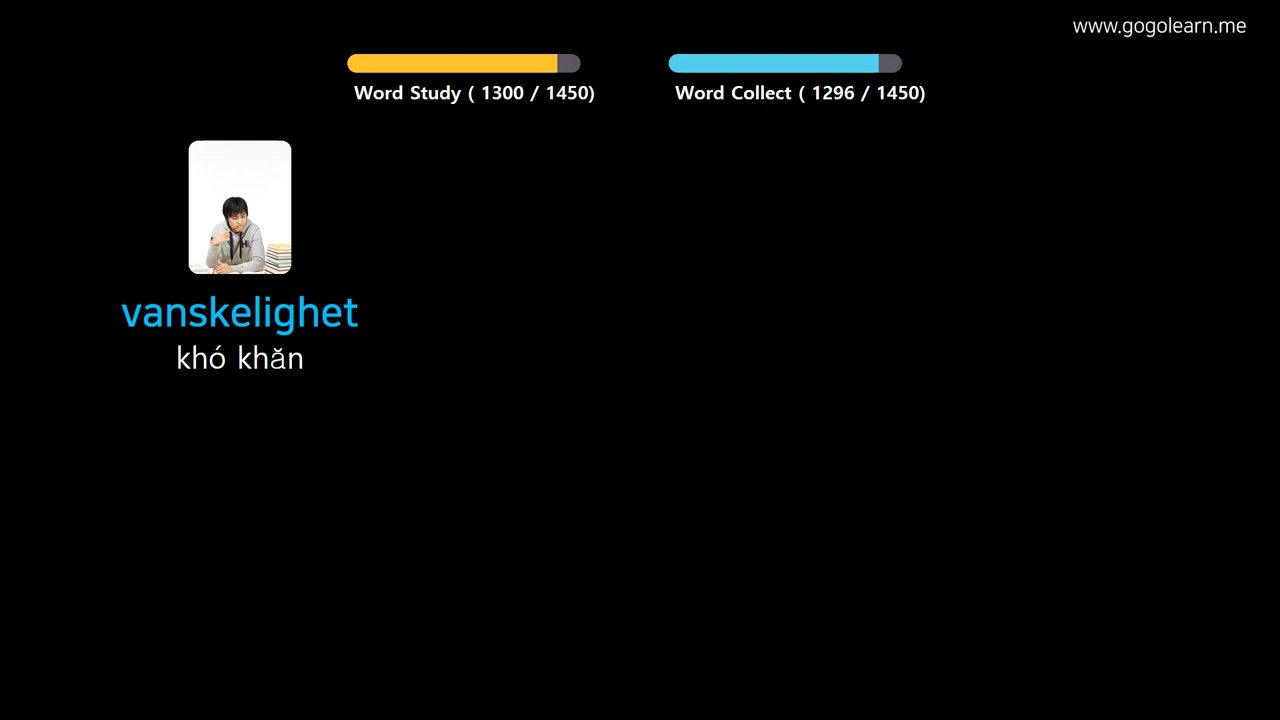 www.gogolearn.me
Word Study ( 1300 / 1450)
Word Collect ( 1296 / 1450)
vanskelighet
khó khăn